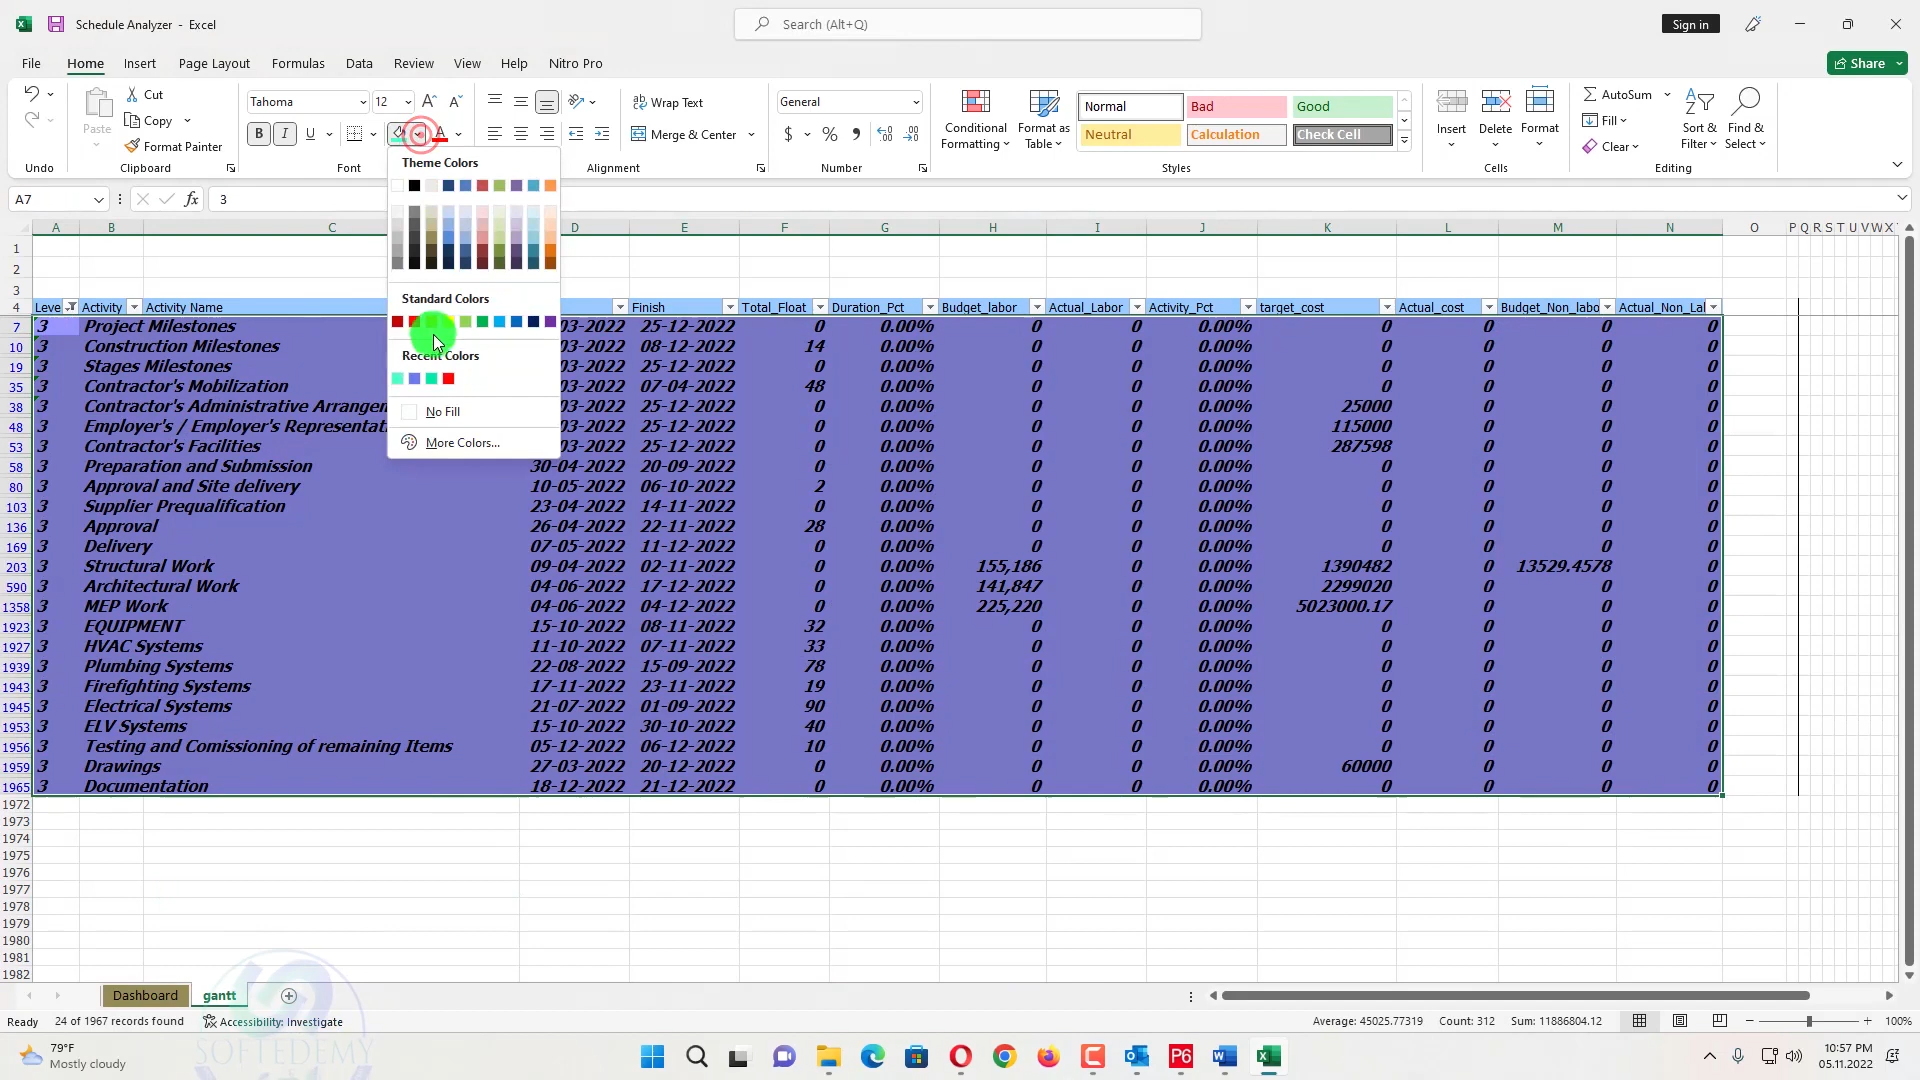 Schedule Analyzer - Excel
Search (Alt+Q)
Sign in
File Home Insert Page Layout Formulas Data Review View Help Nitro Pro
Share
Paste
Cut
Copy
Format Painter
Tahoma 12
B I U
Wrap Text
Merge & Center
General
$ %
Conditional Formatting
Format as Table
Normal Bad Good
Neutral Calculation Check Cell
Insert Delete Format
AutoSum
Fill
Clear
Sort & Filter
Find & Select
Undo Clipboard Font Alignment Number Styles Cells Editing
A7 fx 3
Theme Colors
Standard Colors
Recent Colors
No Fill
More Colors...
A B C D E F G H I J K L M N O P Q R S T U V W X
1
2
3
4 Leve Activity Activity Name Finish Total_Float Duration_Pct Budget_labor Actual_Labor Activity_Pct target_cost Actual_cost Budget_Non_labo Actual_Non_Lal
7 3 Project Milestones 03-2022 25-12-2022 0 0.00% 0 0 0.00% 0 0 0 0
10 3 Construction Milestones 03-2022 08-12-2022 14 0.00% 0 0 0.00% 0 0 0 0
19 3 Stages Milestones 03-2022 25-12-2022 0 0.00% 0 0 0.00% 0 0 0 0
35 3 Contractor's Mobilization 03-2022 07-04-2022 48 0.00% 0 0 0.00% 0 0 0 0
38 3 Contractor's Administrative Arrangen 03-2022 25-12-2022 0 0.00% 0 0 0.00% 25000 0 0 0
48 3 Employer's / Employer's Representati 03-2022 25-12-2022 0 0.00% 0 0 0.00% 115000 0 0 0
53 3 Contractor's Facilities 03-2022 25-12-2022 0 0.00% 0 0 0.00% 287598 0 0 0
58 3 Preparation and Submission 30-04-2022 20-09-2022 0 0.00% 0 0 0.00% 0 0 0 0
80 3 Approval and Site delivery 10-05-2022 06-10-2022 2 0.00% 0 0 0.00% 0 0 0 0
103 3 Supplier Prequalification 23-04-2022 14-11-2022 0 0.00% 0 0 0.00% 0 0 0 0
136 3 Approval 26-04-2022 22-11-2022 28 0.00% 0 0 0.00% 0 0 0 0
169 3 Delivery 07-05-2022 11-12-2022 0 0.00% 0 0 0.00% 0 0 0 0
203 3 Structural Work 09-04-2022 02-11-2022 0 0.00% 155,186 0 0.00% 1390482 0 13529.4578 0
590 3 Architectural Work 04-06-2022 17-12-2022 0 0.00% 141,847 0 0.00% 2299020 0 0 0
1358 3 MEP Work 04-06-2022 04-12-2022 0 0.00% 225,220 0 0.00% 5023000.17 0 0 0
1923 3 EQUIPMENT 15-10-2022 08-11-2022 32 0.00% 0 0 0.00% 0 0 0 0
1927 3 HVAC Systems 11-10-2022 07-11-2022 33 0.00% 0 0 0.00% 0 0 0 0
1939 3 Plumbing Systems 22-08-2022 15-09-2022 78 0.00% 0 0 0.00% 0 0 0 0
1943 3 Firefighting Systems 17-11-2022 23-11-2022 19 0.00% 0 0 0.00% 0 0 0 0
1945 3 Electrical Systems 21-07-2022 01-09-2022 90 0.00% 0 0 0.00% 0 0 0 0
1953 3 ELV Systems 15-10-2022 30-10-2022 40 0.00% 0 0 0.00% 0 0 0 0
1956 3 Testing and Comissioning of remaining Items 05-12-2022 06-12-2022 10 0.00% 0 0 0.00% 0 0 0 0
1959 3 Drawings 27-03-2022 20-12-2022 0 0.00% 0 0 0.00% 60000 0 0 0
1965 3 Documentation 18-12-2022 21-12-2022 0 0.00% 0 0 0.00% 0 0 0 0
1972
1973
1974
1975
1976
1977
1978
1979
1980
1981
1982
Dashboard gantt
Ready 24 of 1967 records found Accessibility: Investigate Average: 45025.77319 Count: 312 Sum: 11886804.12 100%
SOFTEDEMY
79°F
Mostly cloudy
P6
10:57 PM
05.11.2022